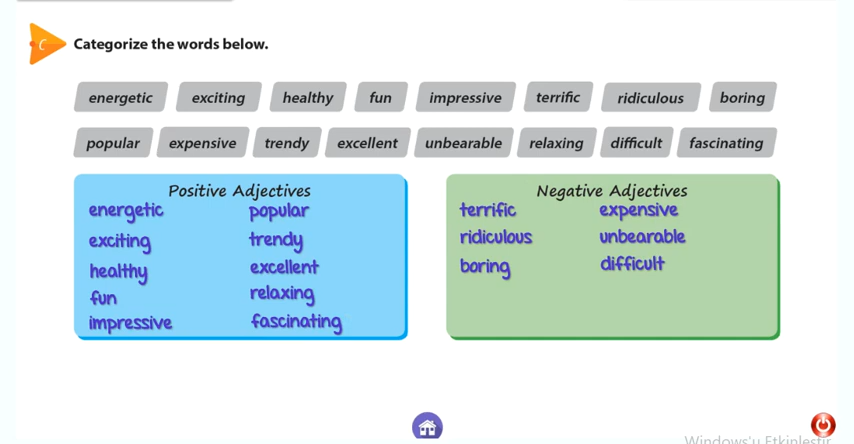 C Categorize the words below.
energetic exciting healthy fun impressive terrific ridiculous boring
popular expensive trendy excellent unbearable relaxing difficult fascinating
Positive Adjectives
energetic popular
exciting trendy
healthy excellent
fun relaxing
impressive fascinating
Negative Adjectives
terrific expensive
ridiculous unbearable
boring difficult
Windows'u Etkinleştir